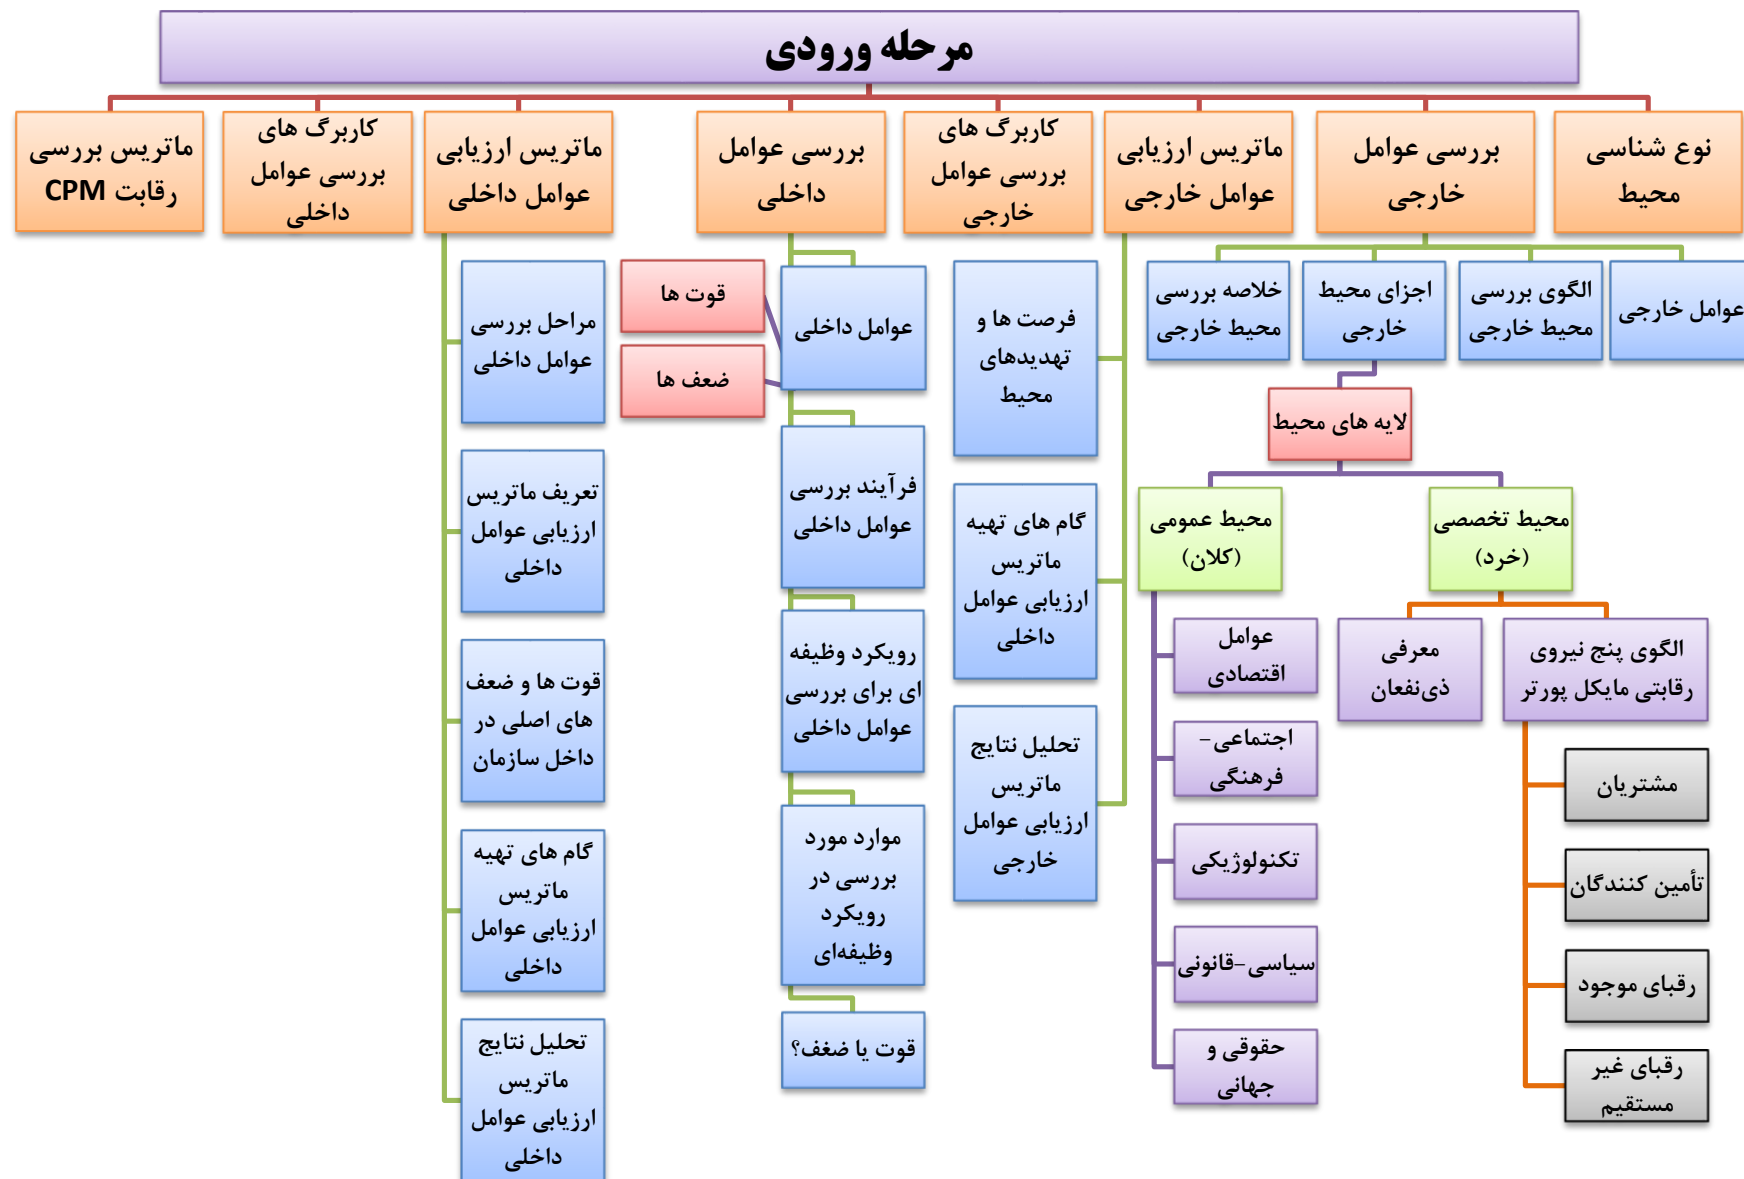 مرحله ورودی
نوع شناسی
محیط
بررسی عوامل
خارجی
ماتریس ارزیابی
عوامل خارجی
کاربرگ های
بررسی عوامل
خارجی
بررسی عوامل
داخلی
ماتریس ارزیابی
عوامل داخلی
کاربرگ های
بررسی عوامل
داخلی
ماتریس بررسی
رقابت CPM
عوامل خارجی
الگوی بررسی
محیط خارجی
اجزای محیط
خارجی
خلاصه بررسی
محیط خارجی
لایه های محیط
محیط تخصصی
(خرد)
محیط عمومی
(کلان)
الگوی پنج نیروی
رقابتی مایکل پورتر
معرفی
ذی‌نفعان
مشتریان
تأمین کنندگان
رقبای موجود
رقبای غیر
مستقیم
عوامل
اقتصادی
اجتماعی-
فرهنگی
تکنولوژیکی
سیاسی-قانونی
حقوقی و
جهانی
فرصت ها و
تهدیدهای
محیط
گام های تهیه
ماتریس
ارزیابی عوامل
داخلی
تحلیل نتایج
ماتریس
ارزیابی عوامل
خارجی
عوامل داخلی
قوت ها
ضعف ها
فرآیند بررسی
عوامل داخلی
رویکرد وظیفه
ای برای بررسی
عوامل داخلی
موارد مورد
بررسی در
رویکرد
وظیفه‌ای
قوت یا ضغف؟
مراحل بررسی
عوامل داخلی
تعریف ماتریس
ارزیابی عوامل
داخلی
قوت ها و ضعف
های اصلی در
داخل سازمان
گام های تهیه
ماتریس
ارزیابی عوامل
داخلی
تحلیل نتایج
ماتریس
ارزیابی عوامل
داخلی